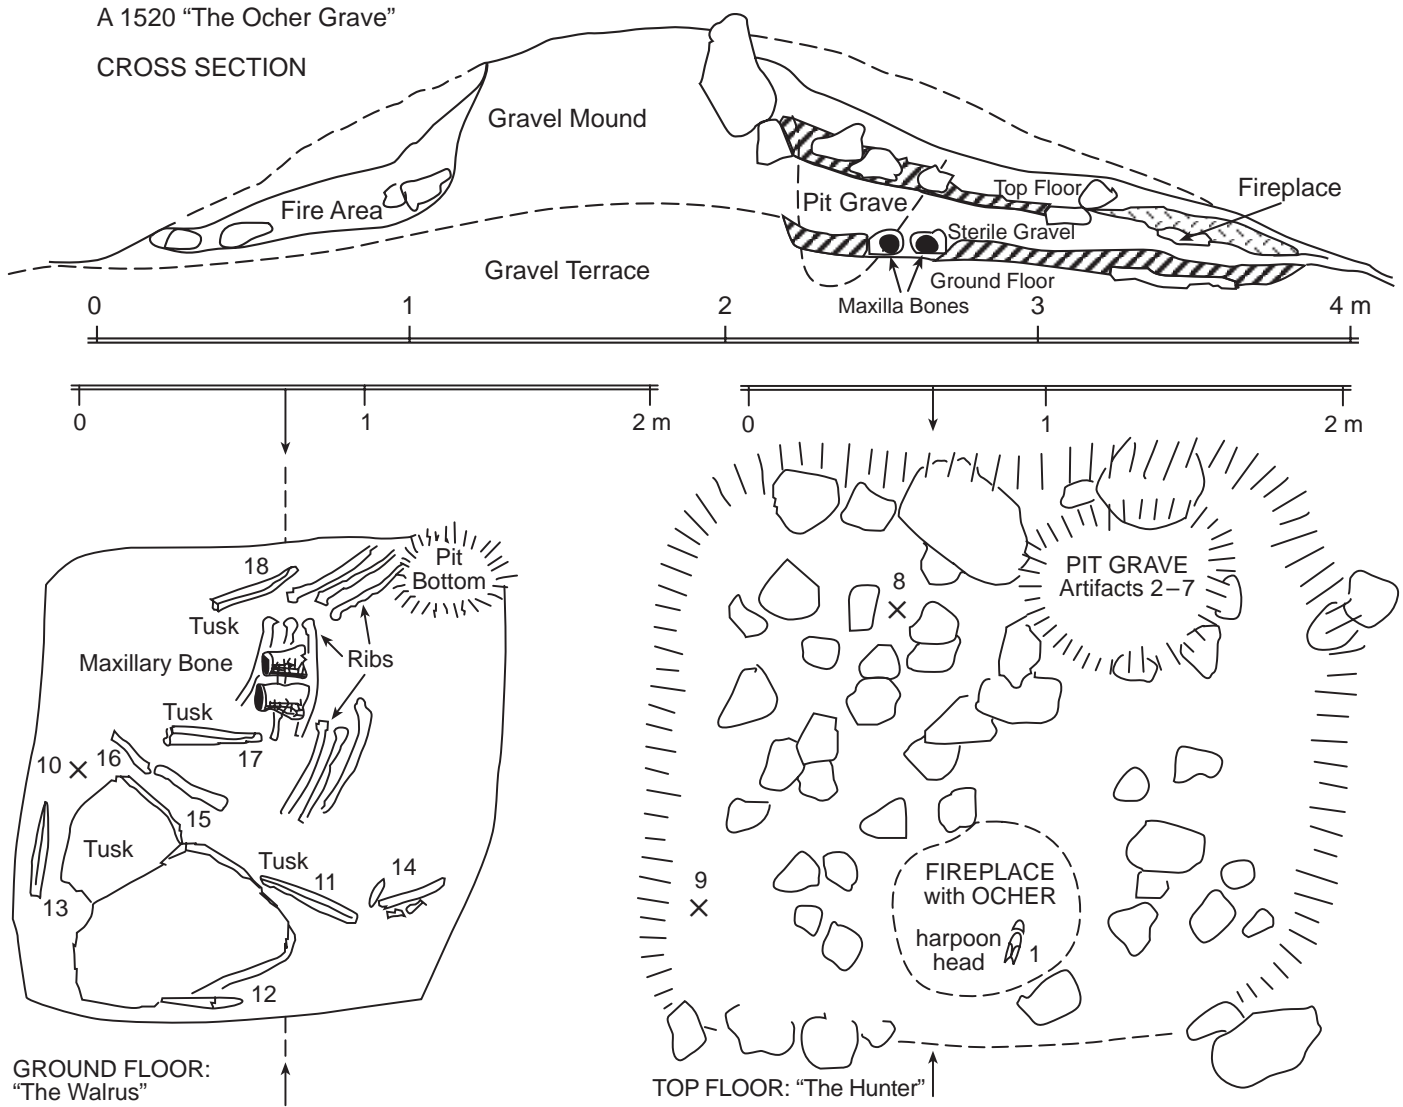 A 1520 “The Ocher Grave”
CROSS SECTION
Gravel Mound
Fire Area
Pit Grave
Top Floor
Fireplace
Sterile Gravel
Gravel Terrace
Ground Floor
Maxilla Bones
0 1 2 3 4 m
0 1 2 m
0 1 2 m
18
Pit
Bottom
Tusk
Maxillary Bone
Ribs
Tusk
17
10
16
15
Tusk
Tusk
11
14
13
12
GROUND FLOOR:
“The Walrus”
8
PIT GRAVE
Artifacts 2–7
9
FIREPLACE
with OCHER
harpoon
head
1
TOP FLOOR: “The Hunter”